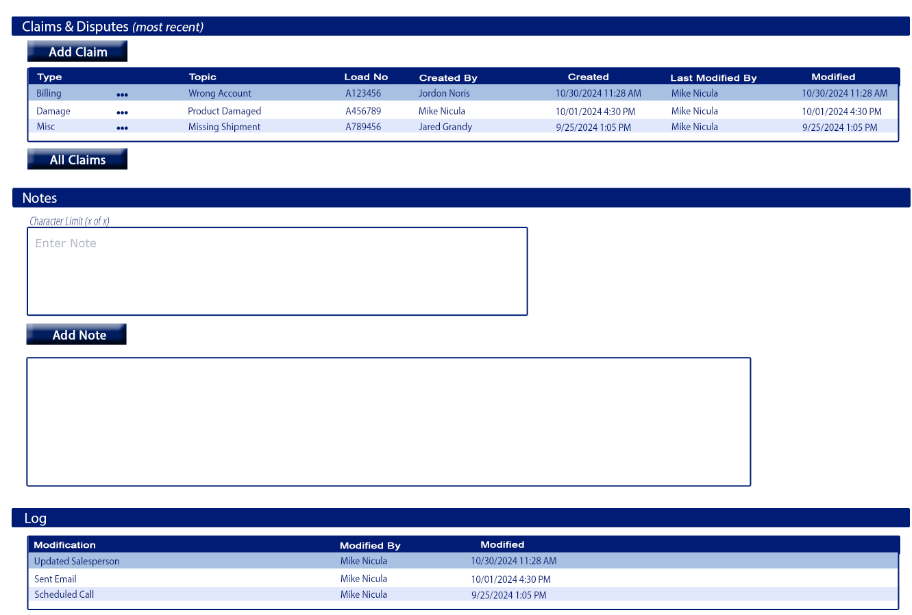 Claims & Disputes (most recent)
Add Claim
Type Topic Load No Created By Created Last Modified By Modified
Billing ••• Wrong Account A123456 Jordon Noris 10/30/2024 11:28 AM Mike Nicula 10/30/2024 11:28 AM
Damage ••• Product Damaged A456789 Mike Nicula 10/01/2024 4:30 PM Mike Nicula 10/01/2024 4:30 PM
Misc ••• Missing Shipment A789456 Jared Grandy 9/25/2024 1:05 PM Mike Nicula 9/25/2024 1:05 PM
All Claims
Notes
Character Limit (x of x)
Enter Note
Add Note
Log
Modification Modified By Modified
Updated Salesperson Mike Nicula 10/30/2024 11:28 AM
Sent Email Mike Nicula 10/01/2024 4:30 PM
Scheduled Call Mike Nicula 9/25/2024 1:05 PM